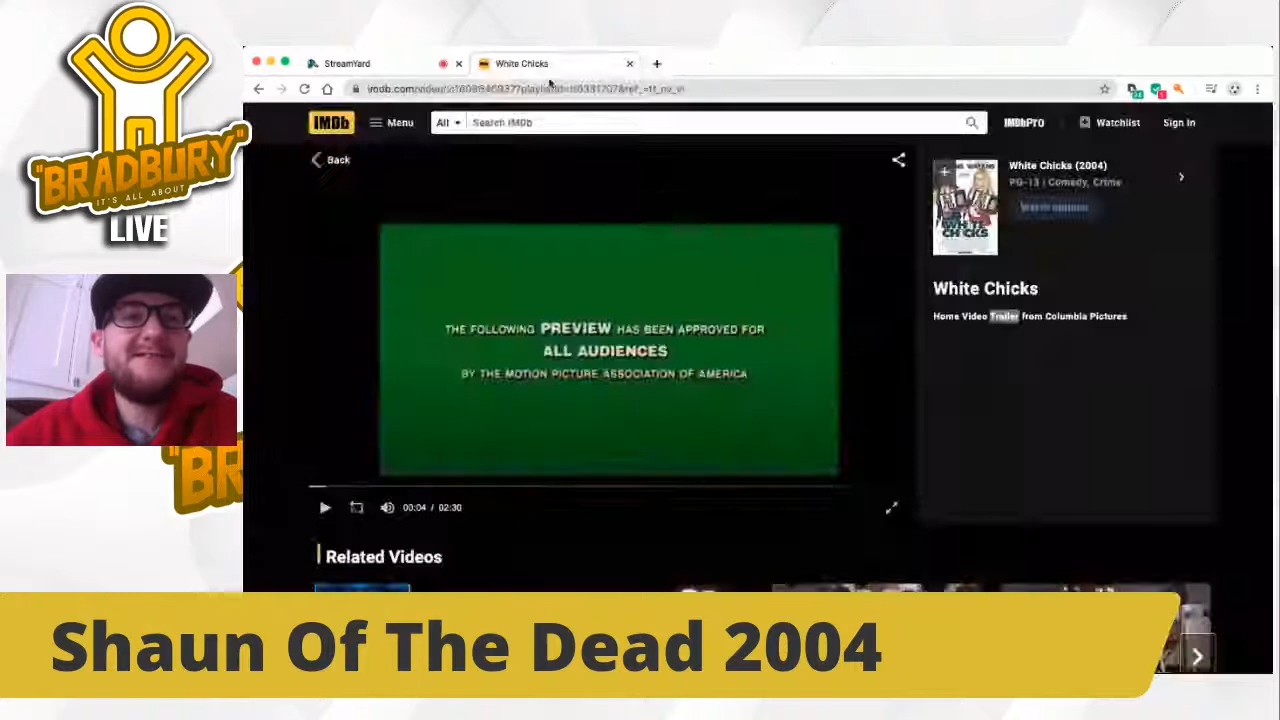 "BRADBURY"
IT'S ALL ABOUT
LIVE
StreamYard
White Chicks
IMDb
Menu
All
Search IMDb
IMDbPRO
Watchlist
Sign In
Back
White Chicks (2004)
PG-13 | Comedy, Crime
WHITE
CHICKS
THE FOLLOWING PREVIEW HAS BEEN APPROVED FOR
ALL AUDIENCES
BY THE MOTION PICTURE ASSOCIATION OF AMERICA
White Chicks
Home Video Trailer from Columbia Pictures
00:04 / 02:30
Related Videos
"BR
Shaun Of The Dead 2004